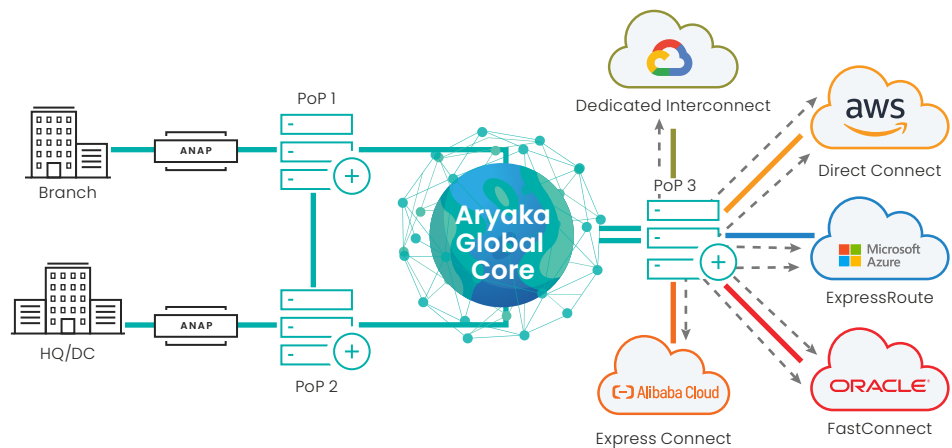 PoP 1
ANAP
Branch
Aryaka
Global
Core
ANAP
HQ/DC
PoP 2
Dedicated Interconnect
PoP 3
aws
Direct Connect
Microsoft
Azure
ExpressRoute
ORACLE®
FastConnect
Alibaba Cloud
Express Connect